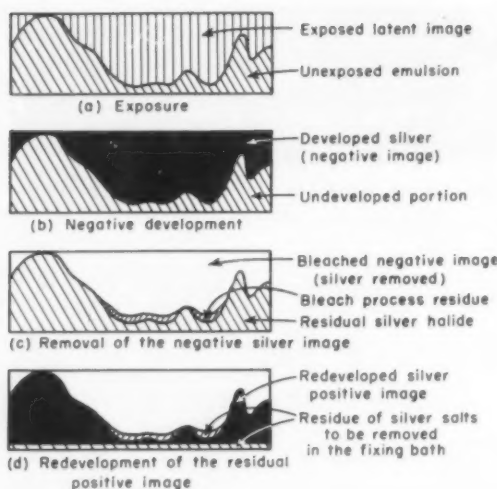 Exposed latent image
Unexposed emulsion
(a) Exposure
Developed silver
(negative image)
Undeveloped portion
(b) Negative development
Bleached negative image
(silver removed)
Bleach process residue
Residual silver halide
(c) Removal of the negative silver image
Redeveloped silver
positive image
Residue of silver salts
to be removed
in the fixing bath
(d) Redevelopment of the residual
positive image